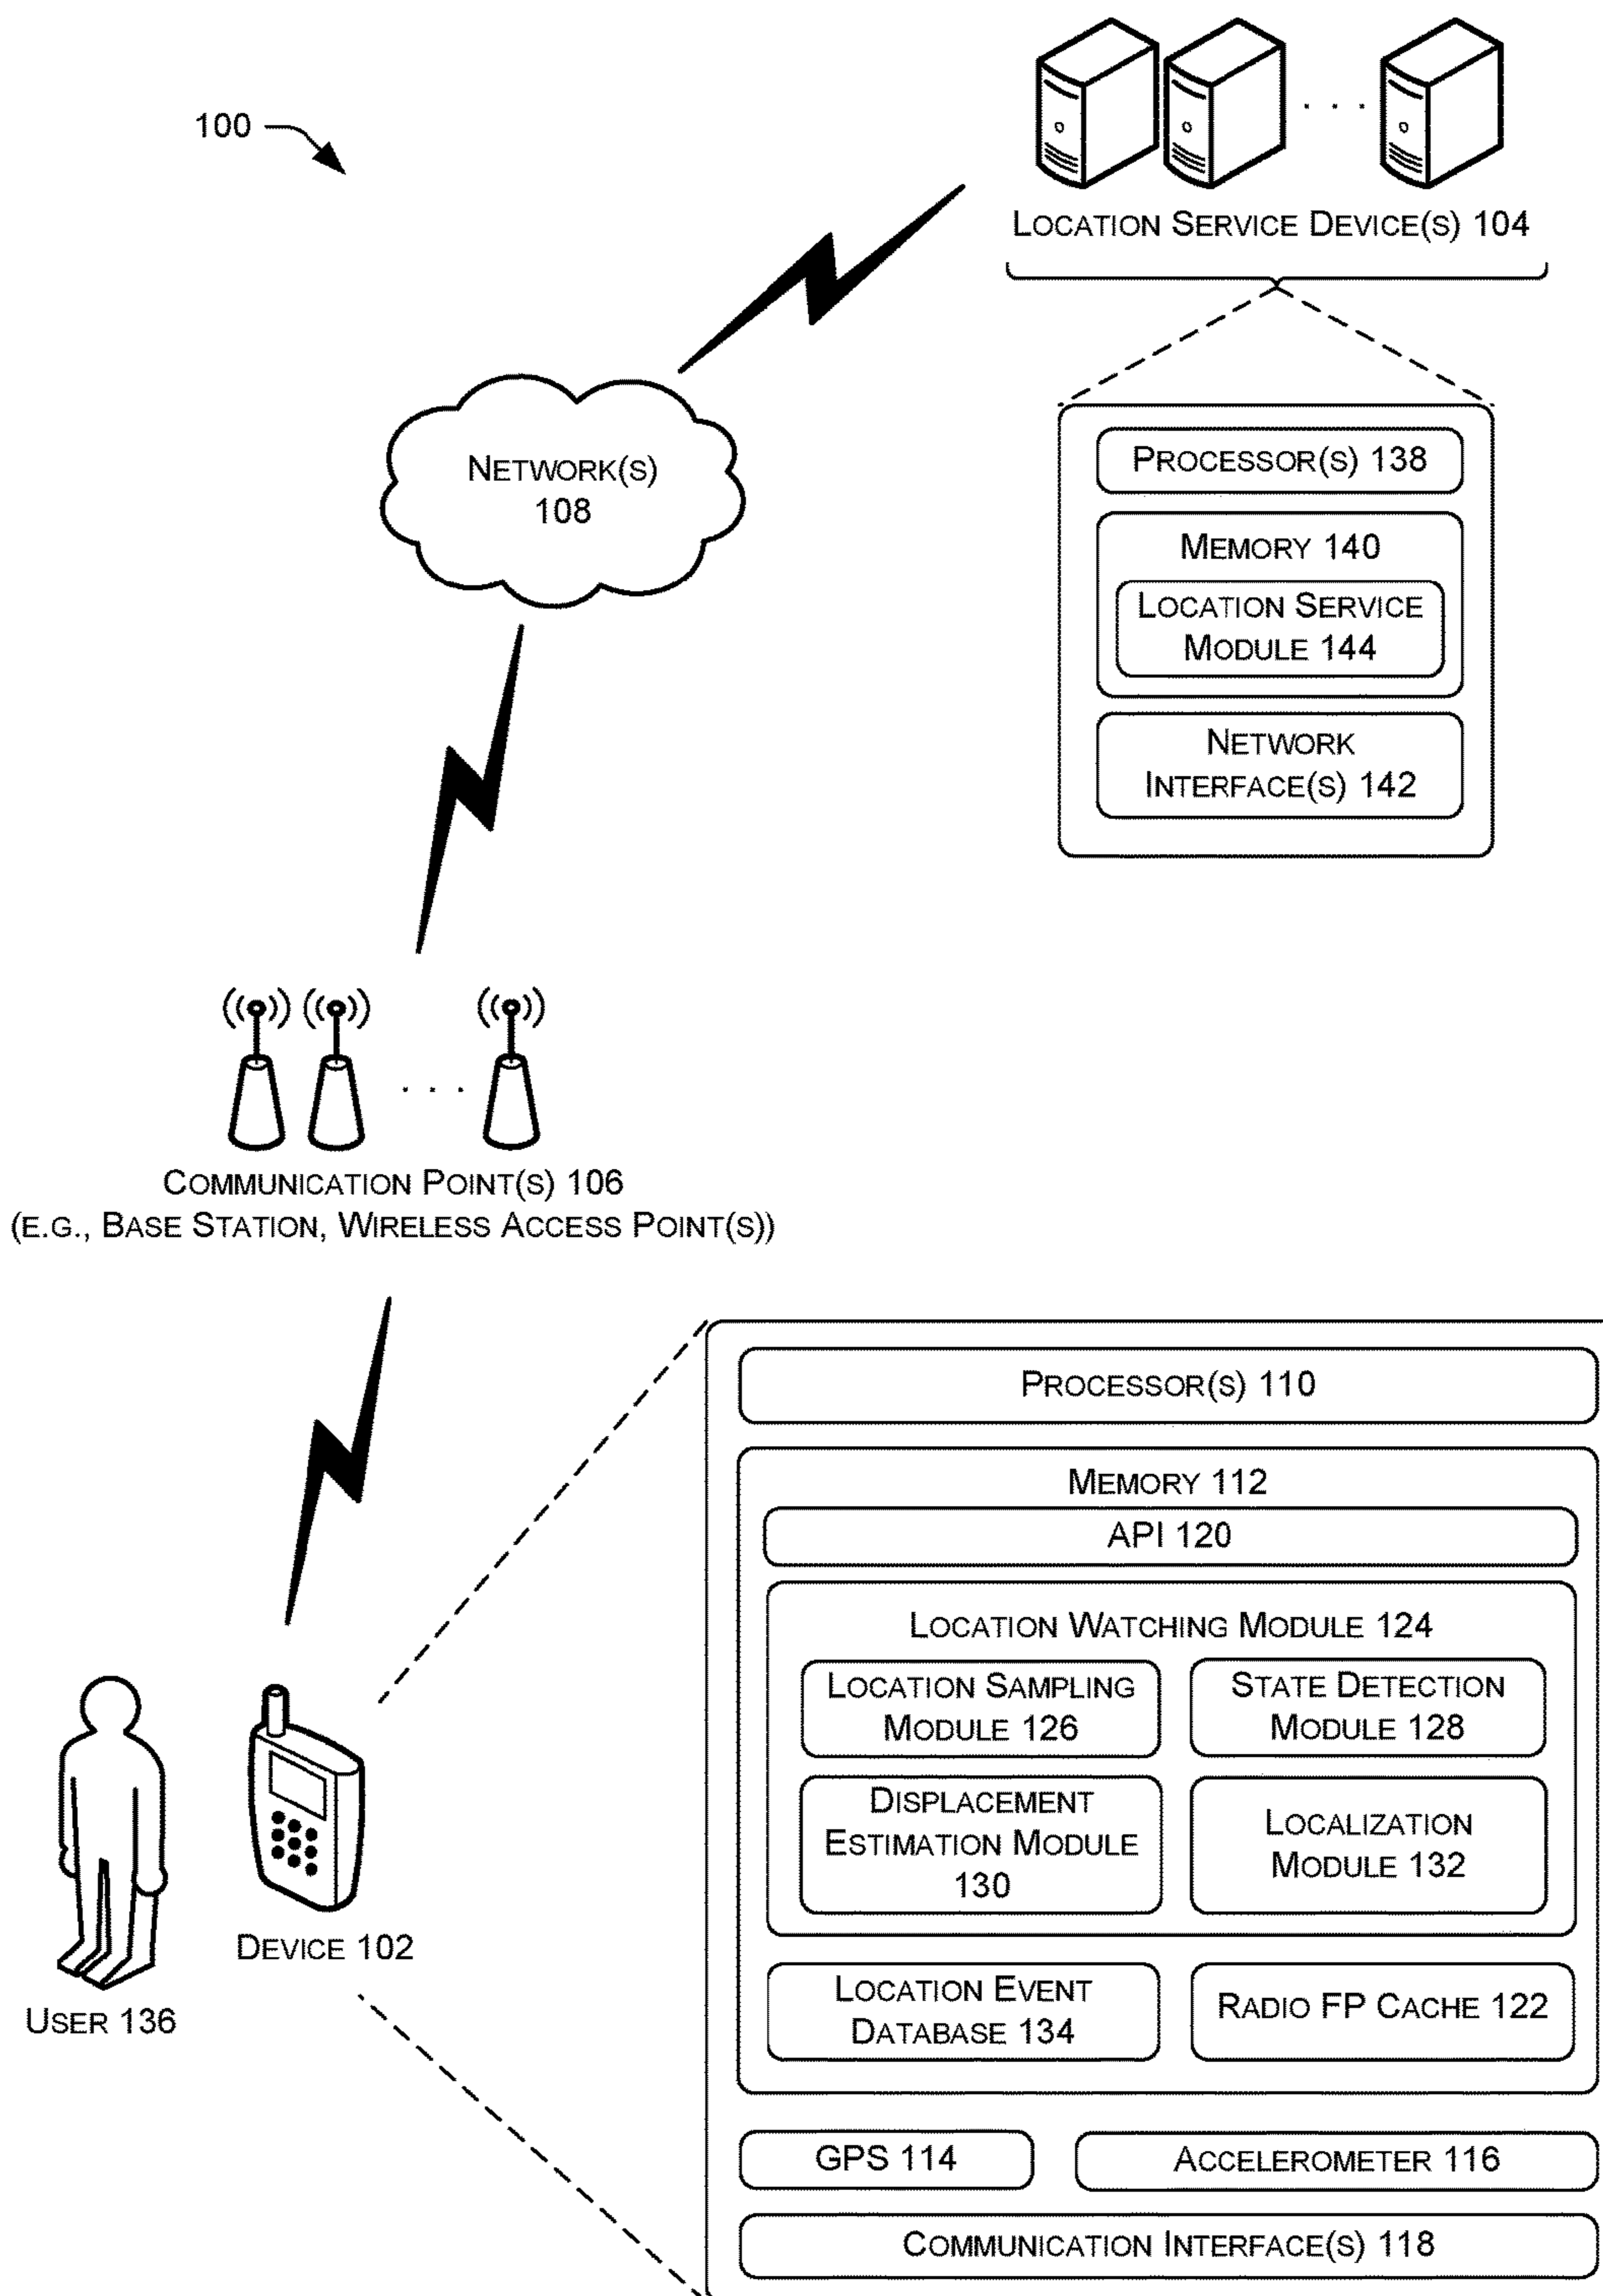 100
LOCATION SERVICE DEVICE(S) 104
NETWORK(S)
108
PROCESSOR(S) 138
MEMORY 140
LOCATION SERVICE
MODULE 144
NETWORK
INTERFACE(S) 142
COMMUNICATION POINT(S) 106
(E.G., BASE STATION, WIRELESS ACCESS POINT(S))
PROCESSOR(S) 110
MEMORY 112
API 120
LOCATION WATCHING MODULE 124
LOCATION SAMPLING
MODULE 126
STATE DETECTION
MODULE 128
DISPLACEMENT
ESTIMATION MODULE
130
LOCALIZATION
MODULE 132
DEVICE 102
USER 136
LOCATION EVENT
DATABASE 134
RADIO FP CACHE 122
GPS 114
ACCELEROMETER 116
COMMUNICATION INTERFACE(S) 118